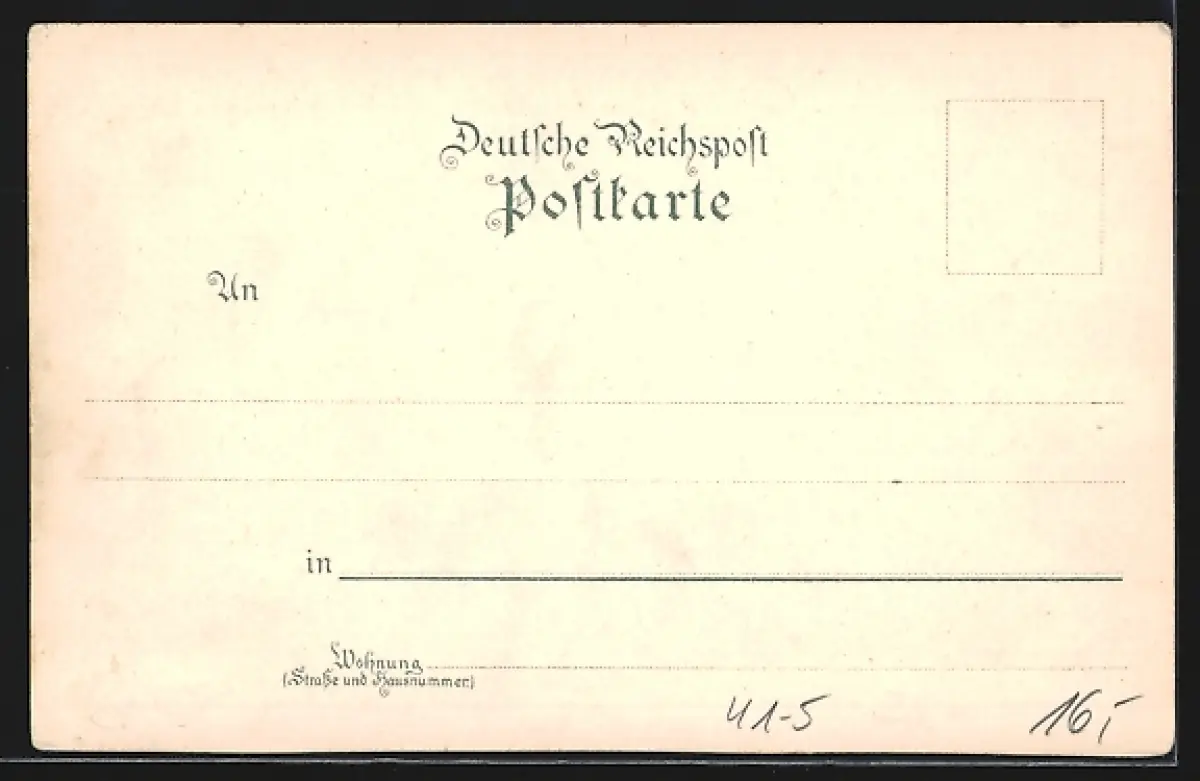 Deutſche Reichspoſt
Poſtkarte
An
in
Wohnung
(Straße und Hausnummer)
41-5
16,-